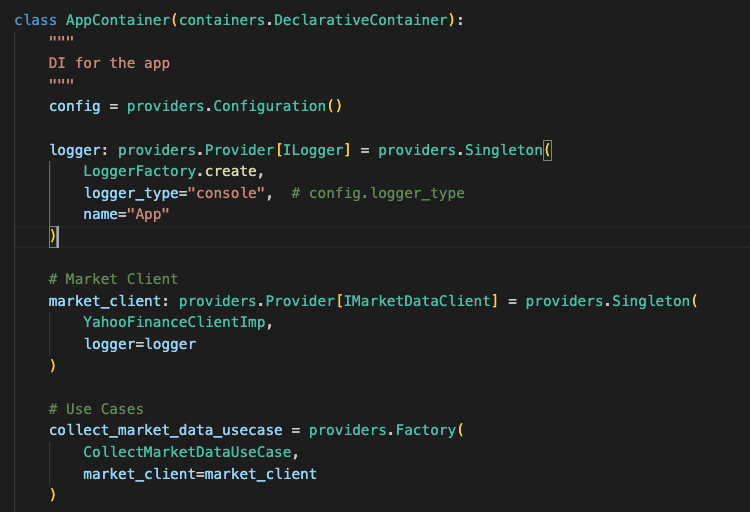 class AppContainer(containers.DeclarativeContainer):
    """
    DI for the app
    """
    config = providers.Configuration()

    logger: providers.Provider[ILogger] = providers.Singleton(
        LoggerFactory.create,
        logger_type="console",  # config.logger_type
        name="App"
    )

    # Market Client
    market_client: providers.Provider[IMarketDataClient] = providers.Singleton(
        YahooFinanceClientImp,
        logger=logger
    )

    # Use Cases
    collect_market_data_usecase = providers.Factory(
        CollectMarketDataUseCase,
        market_client=market_client
    )